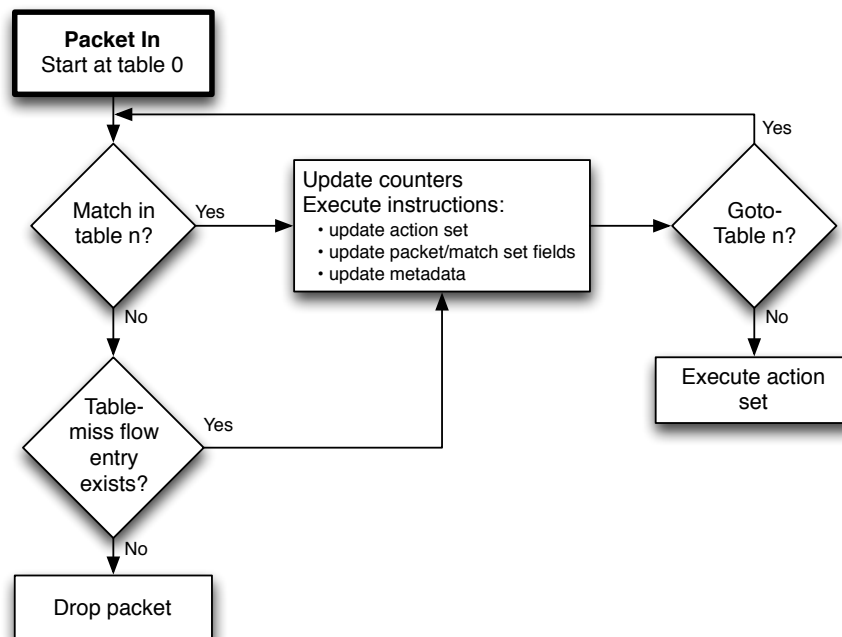 Packet In
Start at table 0
Yes
Match in
table n?
Yes
Update counters
Execute instructions:
• update action set
• update packet/match set fields
• update metadata
Goto-
Table n?
No
No
Execute action
set
Table-
miss flow
entry
exists?
Yes
No
Drop packet